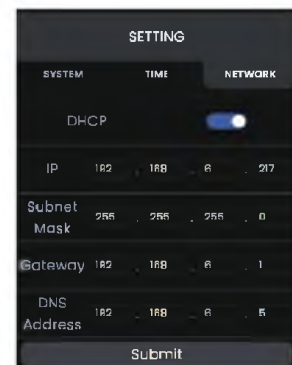 SETTING
SYSTEM TIME NETWORK
DHCP
IP 192 . 168 . 6 . 217
Subnet
Mask 255 . 255 . 255 . 0
Gateway 192 . 168 . 6 . 1
DNS
Address 192 . 168 . 6 . 5
Submit